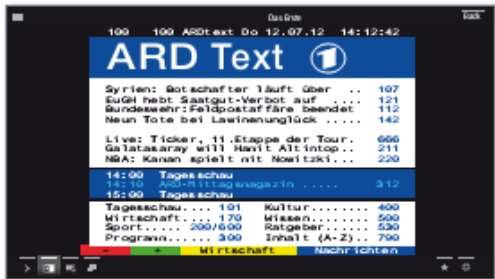 Das Erste
Back
100 100 ARDtext Do 12.07.12 14:12:42
ARD Text 1
Syrien: Botschafter läuft über .. 107
EuGH hebt Saatgut-Verbot auf .... 121
Bundeswehr:Feldpostaffäre beendet 112
Neun Tote bei Lawinenunglück .... 142
Live: Ticker, 11.Etappe der Tour. 666
Galatasaray will Hamit Altintop.. 211
NBA: Kaman spielt mit Nowitzki... 220
14:00 Tagesschau
14:10 ARD-Mittagsmagazin ..... 312
15:00 Tagesschau
Tagesschau... 101 Kultur....... 400
Wirtschaft... 170 Wissen....... 500
Sport..... 200/600 Ratgeber..... 530
Programm..... 300 Inhalt (A-Z).. 790
- + Wirtschaft Nachrichten